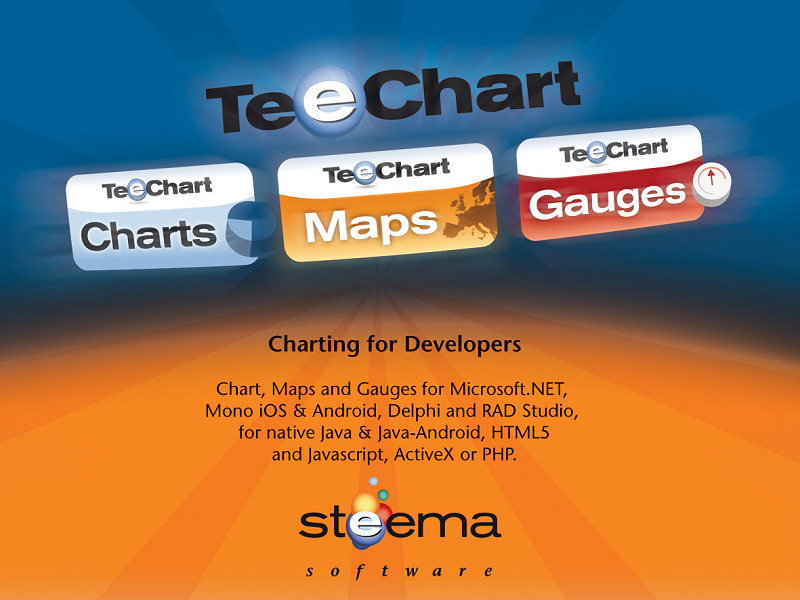 TeeChart
TeeChart
Charts
TeeChart
Maps
TeeChart
Gauges
Charting for Developers
Chart, Maps and Gauges for Microsoft.NET,
Mono iOS & Android, Delphi and RAD Studio,
for native Java & Java-Android, HTML5
and Javascript, ActiveX or PHP.
steema
software